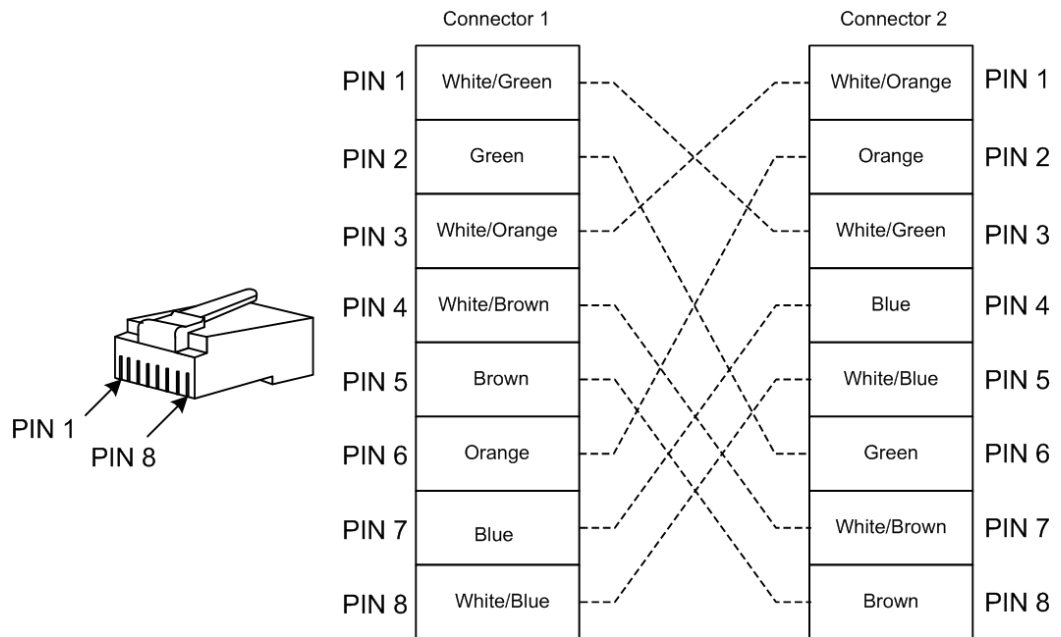 Connector 1
Connector 2
PIN 1 White/Green White/Orange PIN 1
PIN 2 Green Orange PIN 2
PIN 3 White/Orange White/Green PIN 3
PIN 4 White/Brown Blue PIN 4
PIN 5 Brown White/Blue PIN 5
PIN 6 Orange Green PIN 6
PIN 7 Blue White/Brown PIN 7
PIN 8 White/Blue Brown PIN 8
PIN 1
PIN 8